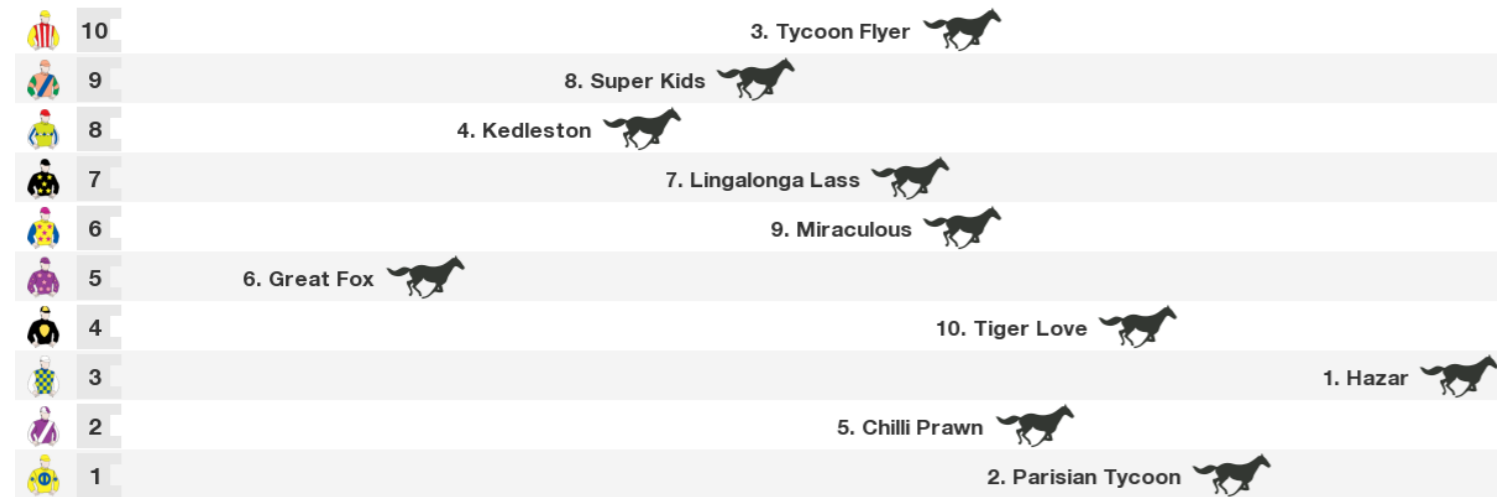 10 3. Tycoon Flyer
9 8. Super Kids
8 4. Kedleston
7 7. Lingalonga Lass
6 9. Miraculous
5 6. Great Fox
4 10. Tiger Love
3 1. Hazar
2 5. Chilli Prawn
1 2. Parisian Tycoon